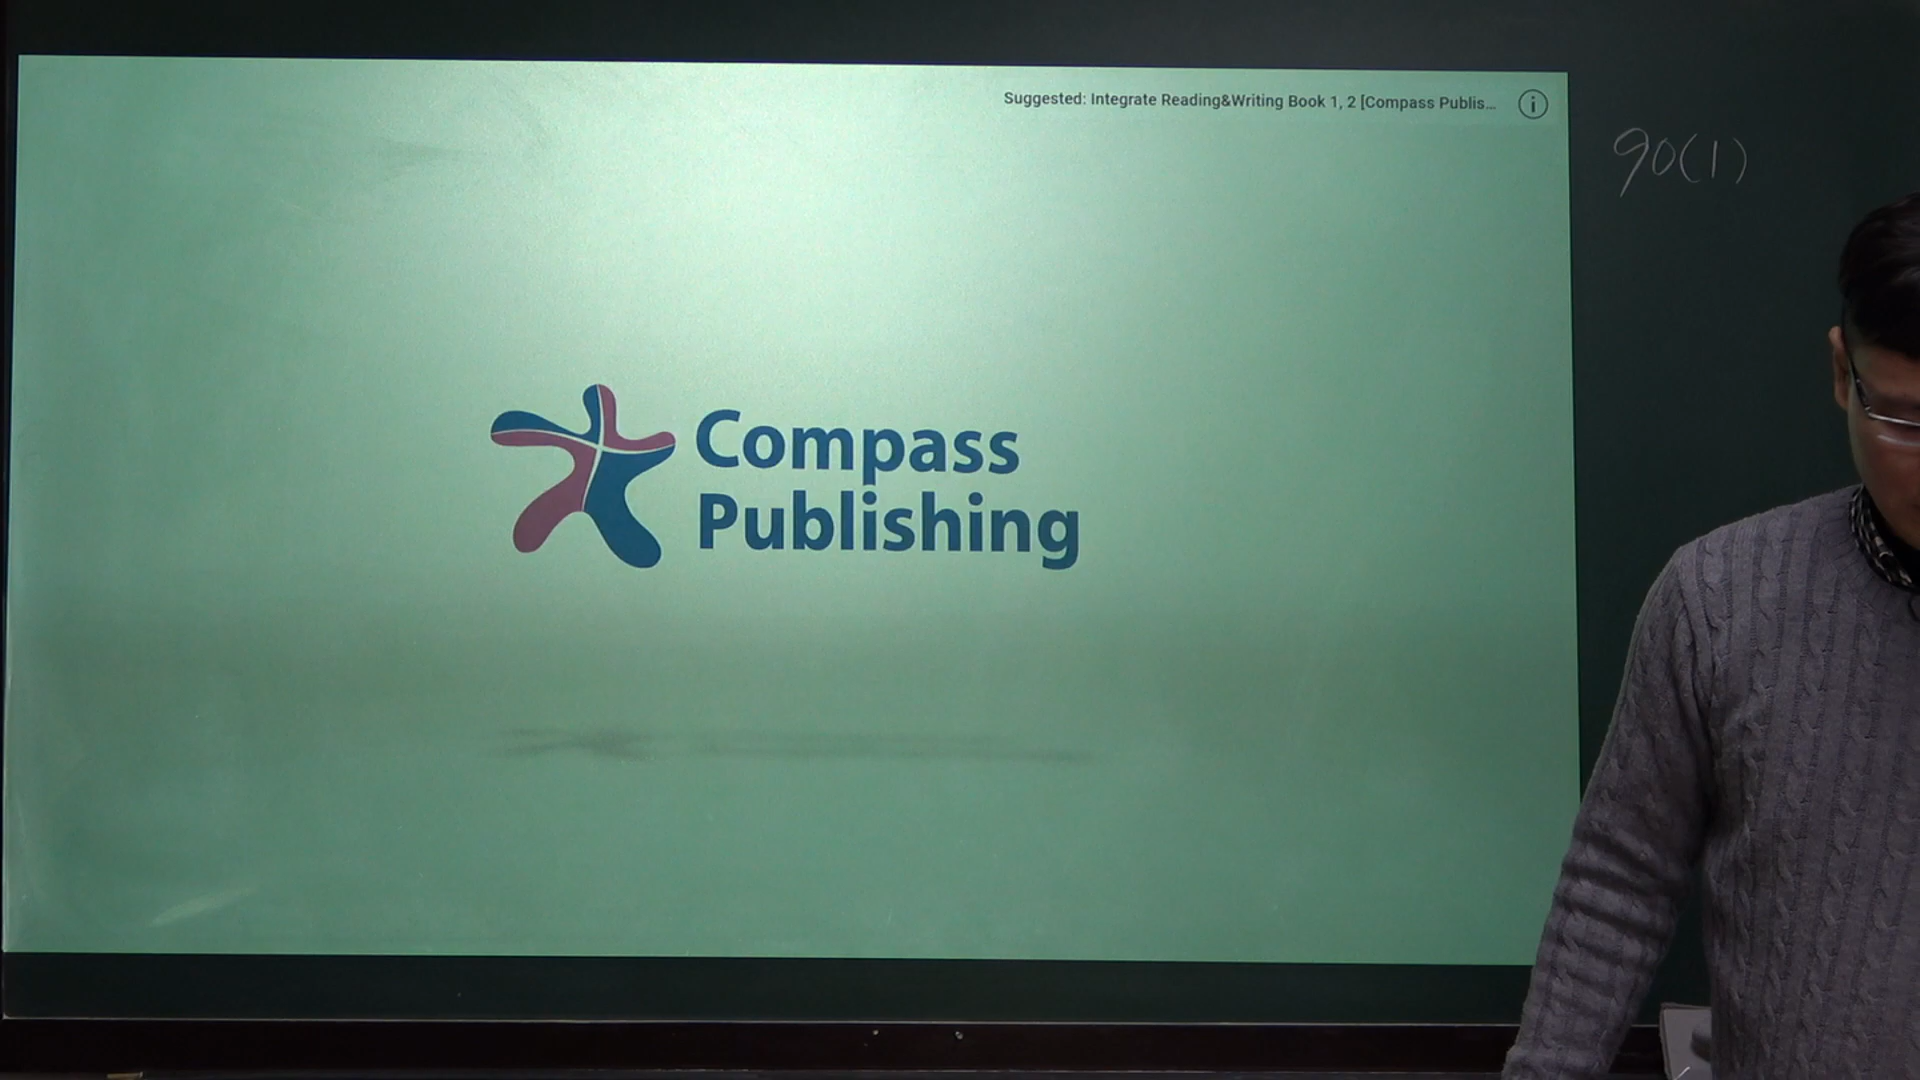 Suggested: Integrate Reading&Writing Book 1, 2 [Compass Publis...
90(1)
Compass
Publishing